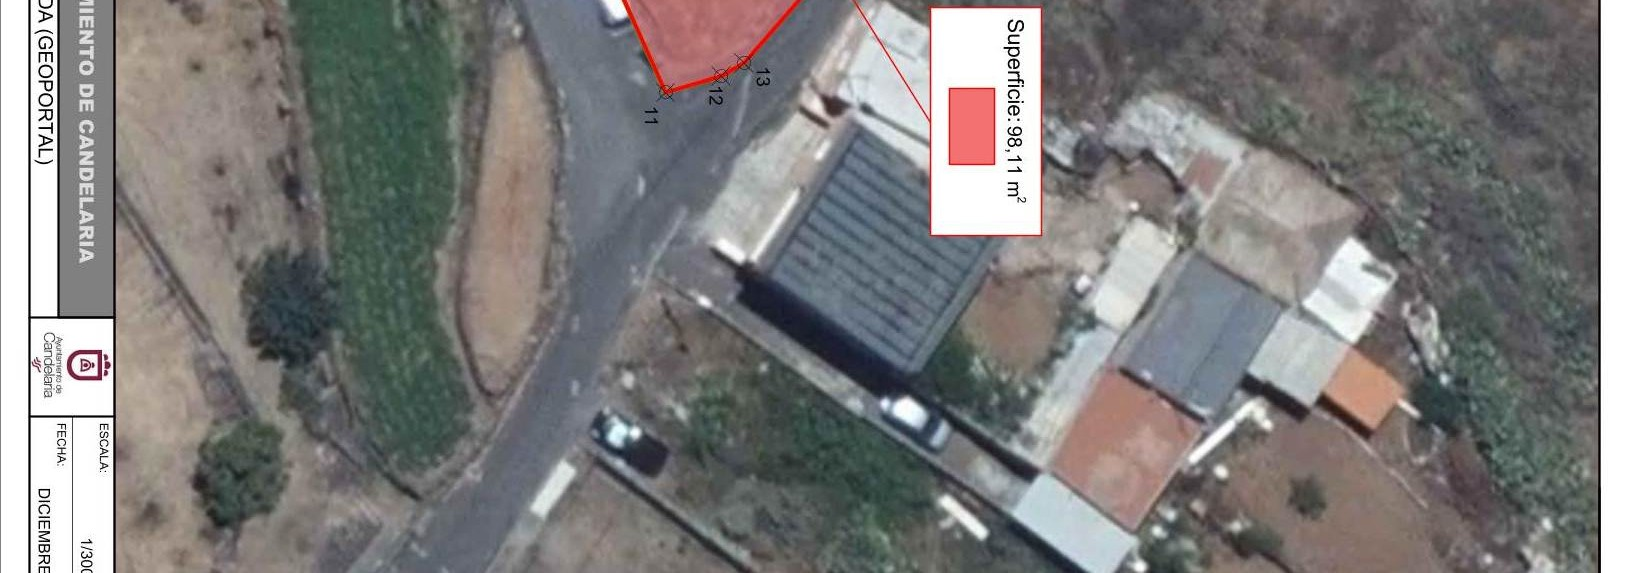 MIENTO DE CANDELARIA
DA (GEOPORTAL)
Ayuntamiento de
Candelaria
ESCALA:
1/300
FECHA:
DICIEMBRE
Superficie: 98,11 m²
13
12
11